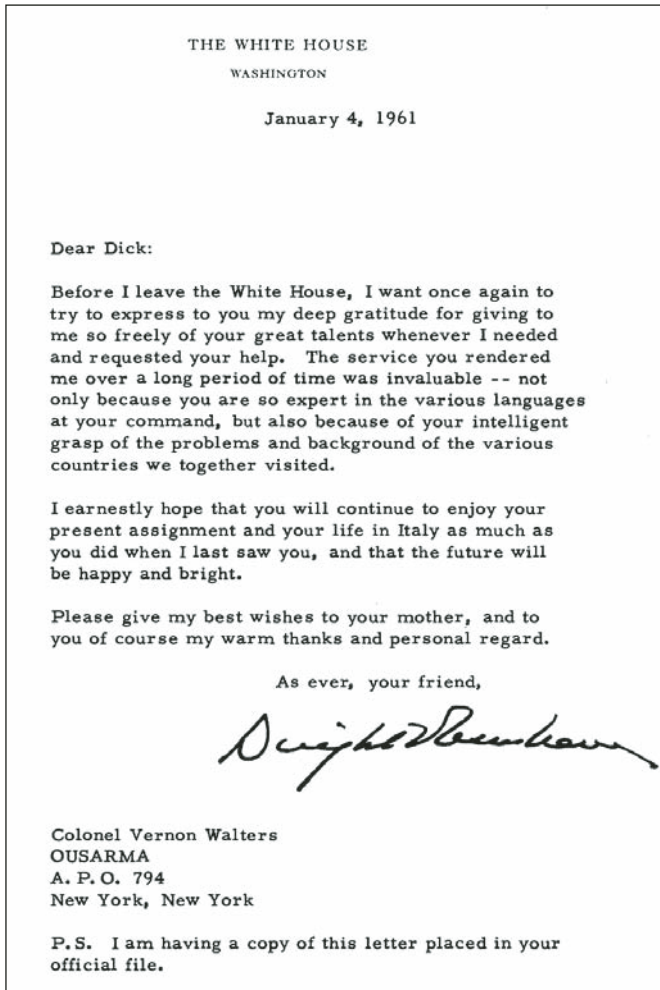 THE WHITE HOUSE
WASHINGTON
January 4, 1961
Dear Dick:
Before I leave the White House, I want once again to
try to express to you my deep gratitude for giving to
me so freely of your great talents whenever I needed
and requested your help. The service you rendered
me over a long period of time was invaluable -- not
only because you are so expert in the various languages
at your command, but also because of your intelligent
grasp of the problems and background of the various
countries we together visited.
I earnestly hope that you will continue to enjoy your
present assignment and your life in Italy as much as
you did when I last saw you, and that the future will
be happy and bright.
Please give my best wishes to your mother, and to
you of course my warm thanks and personal regard.
As ever, your friend,
Dwight D Eisenhower
Colonel Vernon Walters
OUSARMA
A. P. O. 794
New York, New York
P.S. I am having a copy of this letter placed in your
official file.